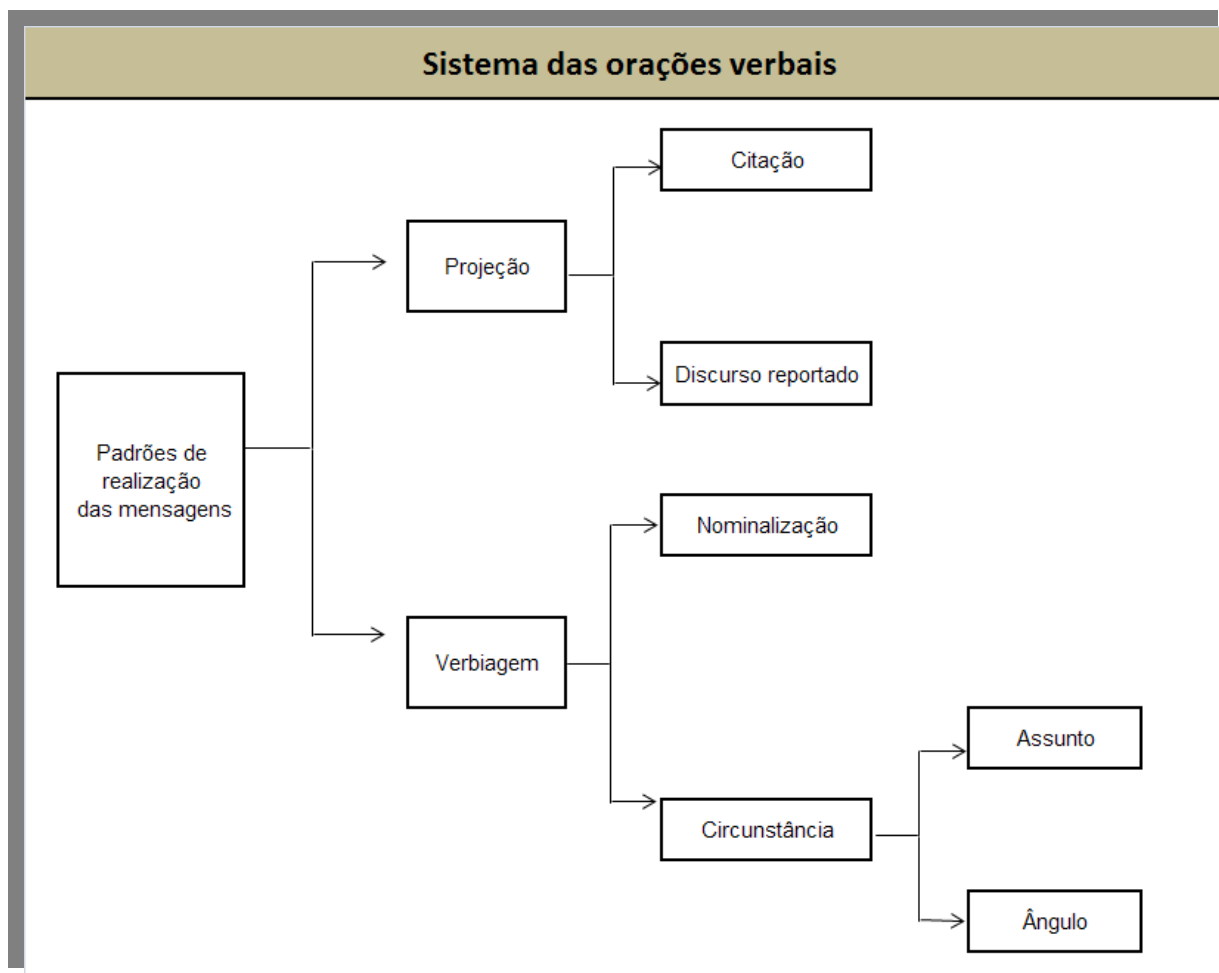 Sistema das orações verbais
Citação
Projeção
Discurso reportado
Padrões de
realização
das mensagens
Nominalização
Verbiagem
Assunto
Circunstância
Ângulo